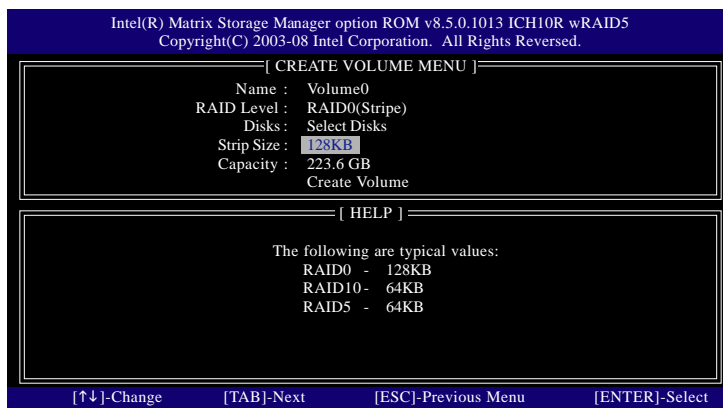 Intel(R) Matrix Storage Manager option ROM v8.5.0.1013 ICH10R wRAID5
Copyright(C) 2003-08 Intel Corporation. All Rights Reversed.
[ CREATE VOLUME MENU ]
Name : Volume0
RAID Level : RAID0(Stripe)
Disks : Select Disks
Strip Size : 128KB
Capacity : 223.6 GB
Create Volume
[ HELP ]
The following are typical values:
RAID0 - 128KB
RAID10 - 64KB
RAID5 - 64KB
[↑↓]-Change [TAB]-Next [ESC]-Previous Menu [ENTER]-Select